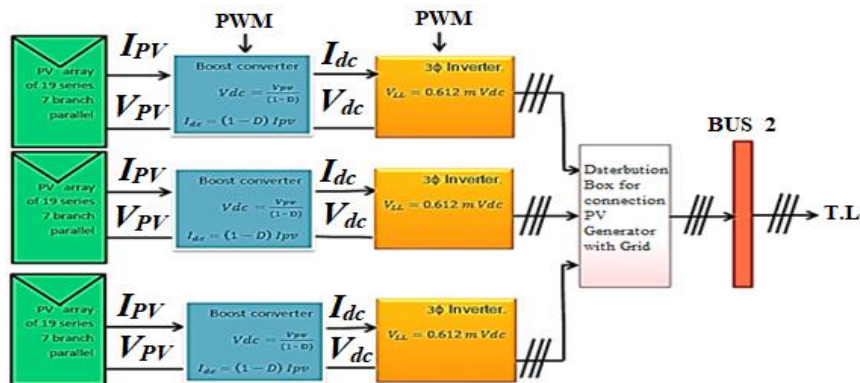 PWM
PWM
PV array
of 19 series
7 branch
parallel
I_PV
V_PV
Boost converter
Vdc = Vpv/(1−D)
I_dc = (1 − D) Ipv
I_dc
V_dc
3ϕ Inverter.
V_LL = 0.612 m Vdc
PV array
of 19 series
7 branch
parallel
I_PV
V_PV
Boost converter
Vdc = Vpv/(1−D)
I_dc = (1 − D) Ipv
I_dc
V_dc
3ϕ Inverter.
V_LL = 0.612 m Vdc
PV array
of 19 series
7 branch
parallel
I_PV
V_PV
Boost converter
Vdc = Vpv/(1−D)
I_dc = (1 − D) Ipv
I_dc
V_dc
3ϕ Inverter.
V_LL = 0.612 m Vdc
Daterbution
Box for
connection
PV
Generator
with Grid
BUS 2
T.L